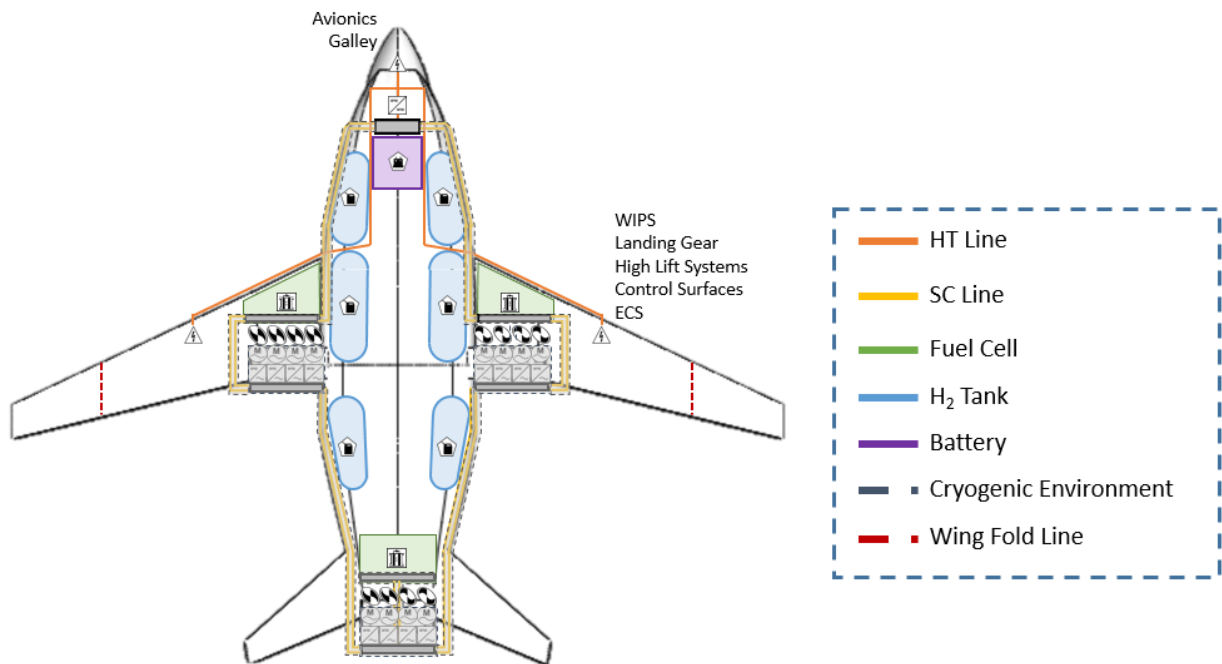 Avionics
Galley
WIPS
Landing Gear
High Lift Systems
Control Surfaces
ECS
HT Line
SC Line
Fuel Cell
H₂ Tank
Battery
Cryogenic Environment
Wing Fold Line
M M M M
M M M M
M M M M